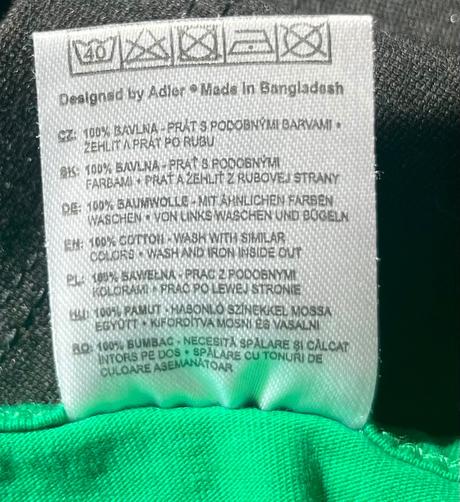 40
Designed by Adler ® Made in Bangladesh
CZ: 100% BAVLNA - PRÁT S PODOBNÝMI BARVAMI •
ŽEHLIT A PRÁT PO RUBU
SK: 100% BAVLNA - PRAŤ S PODOBNÝMI
FARBAMI • PRAŤ A ŽEHLIŤ Z RUBOVEJ STRANY
DE: 100% BAUMWOLLE - MIT ÄHNLICHEN FARBEN
WASCHEN • VON LINKS WASCHEN UND BÜGELN
EN: 100% COTTON - WASH WITH SIMILAR
COLORS • WASH AND IRON INSIDE OUT
PL: 100% BAWEŁNA - PRAĆ Z PODOBNYMI
KOLORAMI • PRAĆ PO LEWEJ STRONIE
HU: 100% PAMUT - HASONLÓ SZÍNEKKEL MOSSA
EGYÜTT • KIFORDÍTVA MOSNI ÉS VASALNI
RO: 100% BUMBAC - NECESITĂ SPĂLARE ȘI CĂLCAT
ÎNTORS PE DOS • SPĂLARE CU TONURI DE
CULOARE ASEMĂNĂTOAR